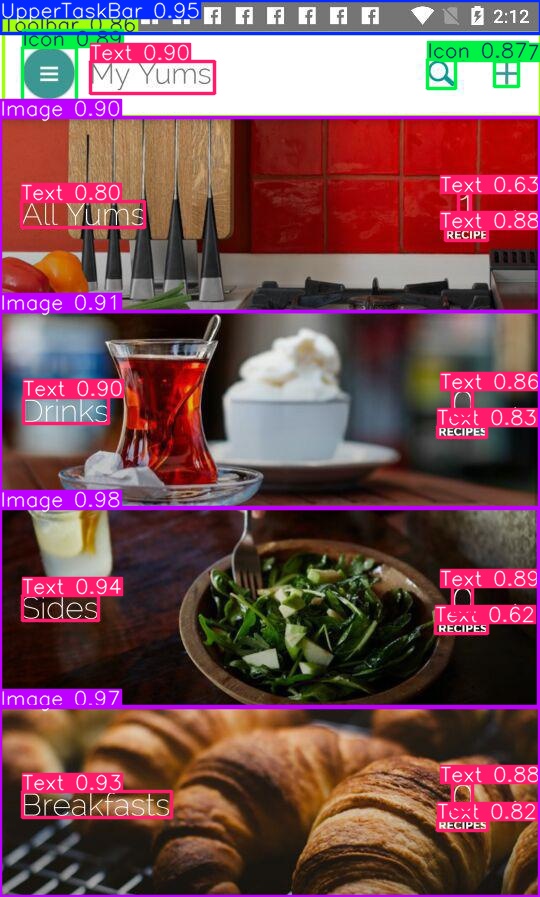 UpperTaskBar 0.95
2:12
Toolbar 0.86
Icon 0.89
Text 0.90
My Yums
Icon 0.87
Image 0.90
Text 0.80
All Yums
Text 0.63
1
Text 0.88
RECIPE
Image 0.91
Text 0.90
Drinks
Text 0.86
Text 0.83
RECIPES
Image 0.98
Text 0.94
Sides
Text 0.89
Text 0.62
RECIPES
Image 0.97
Text 0.93
Breakfasts
Text 0.88
Text 0.82
RECIPES